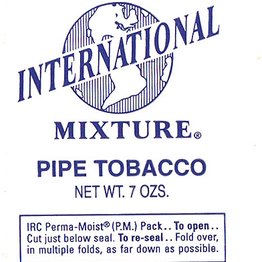 INTERNATIONAL
MIXTURE®
PIPE TOBACCO
NET WT. 7 OZS.
IRC Perma-Moist® (P.M.) Pack.. To open..
Cut just below seal. To re-seal.. Fold over,
in multiple folds, as far down as possible.